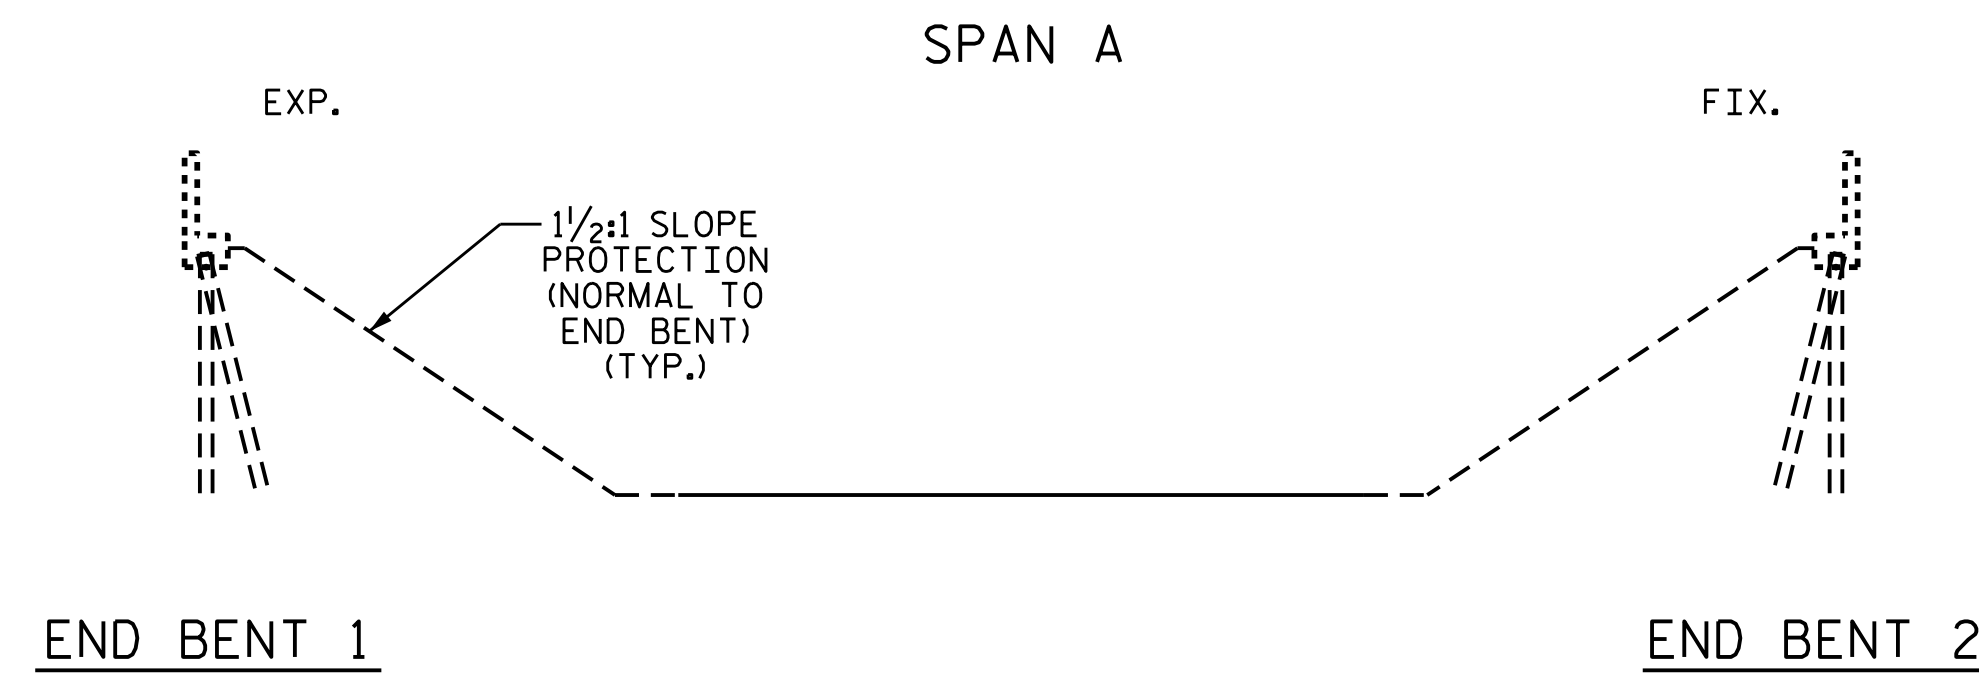 SPAN A
EXP.
FIX.
1½:1 SLOPE
PROTECTION
(NORMAL TO
END BENT)
(TYP.)
END BENT 1
END BENT 2